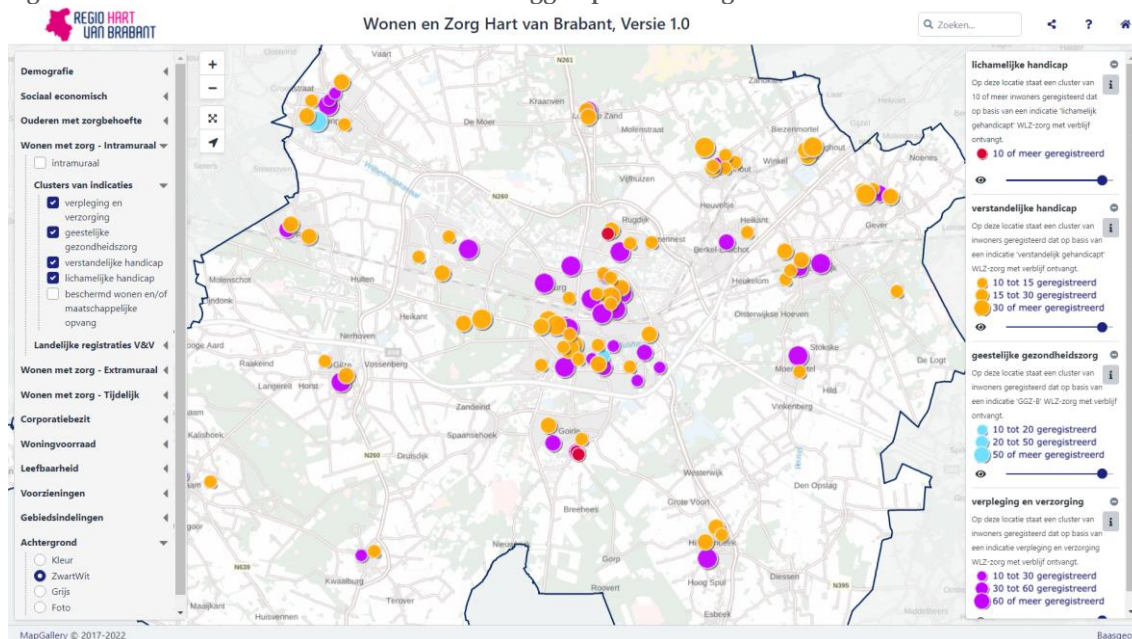 REGIO HART
VAN BRABANT
Wonen en Zorg Hart van Brabant, Versie 1.0
Zoeken...
?
Demografie
Sociaal economisch
Ouderen met zorgbehoefte
Wonen met zorg - Intramuraal
intramuraal
Clusters van indicaties
verpleging en
verzorging
geestelijke
gezondheidszorg
verstandelijke handicap
lichamelijke handicap
beschermd wonen en/of
maatschappelijke
opvang
Landelijke registraties V&V
Wonen met zorg - Extramuraal
Wonen met zorg - Tijdelijk
Corporatiebezit
Woningvoorraad
Leefbaarheid
Voorzieningen
Gebiedsindelingen
Achtergrond
Kleur
ZwartWit
Grijs
Foto
+
−
Vaart
N261
Kraanven
De Moer
Zand
Molenstraat
Biezenmortel
Winkel
Vijfhuizen
N260
Heuveltje
Rugdijk
Heikant
Gever
Molenschot
Hulten
Heukelom
Heikant
Oisterwijkse Hoeven
Nerhoven
Raakeind
Gilze
Vossenberg
Langereit
Horst
Stokske
De Logt
Hild
Zandeind
Vinkenberg
Kalishoek
Spaansehoek
Goirle
N260
Druisdijk
Westerwijk
Den Opslag
Grote Voort
Breehees
Gorp
N639
Kwaalburg
Roovert
Hoog Spul
Diessen
N395
Maaijkant
Terover
Huisvennen
Esbeek
lichamelijke handicap
Op deze locatie staat een cluster van
10 of meer inwoners geregistreerd dat
op basis van een indicatie 'lichamelijk
gehandicapt' WLZ-zorg met verblijf
ontvangt.
10 of meer geregistreerd
verstandelijke handicap
Op deze locatie staat een cluster van
inwoners geregistreerd dat op basis van
een indicatie 'verstandelijk gehandicapt'
WLZ-zorg met verblijf ontvangt.
10 tot 15 geregistreerd
15 tot 30 geregistreerd
30 of meer geregistreerd
geestelijke gezondheidszorg
Op deze locatie staat een cluster van
inwoners geregistreerd dat op basis van
een indicatie 'GGZ-B' WLZ-zorg met verblijf
ontvangt.
10 tot 20 geregistreerd
20 tot 50 geregistreerd
50 of meer geregistreerd
verpleging en verzorging
Op deze locatie staat een cluster van
inwoners geregistreerd dat op basis van
een indicatie verpleging en verzorging
WLZ-zorg met verblijf ontvangt.
10 tot 30 geregistreerd
30 tot 60 geregistreerd
60 of meer geregistreerd
MapGallery © 2017-2022
Baasgeo